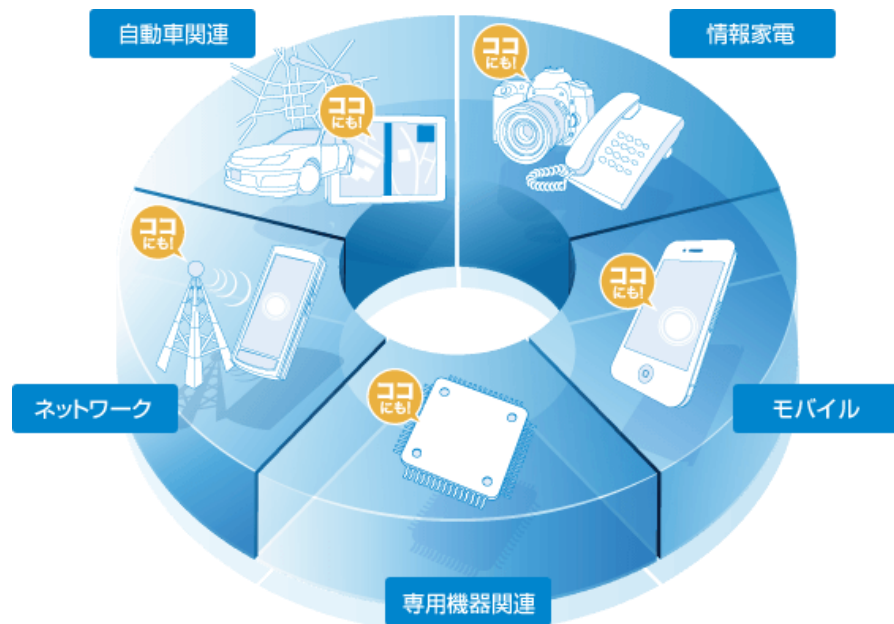 自動車関連
情報家電
ココ
にも!
ココ
にも!
ココ
にも!
ココ
にも!
ネットワーク
ココ
にも!
モバイル
専用機器関連